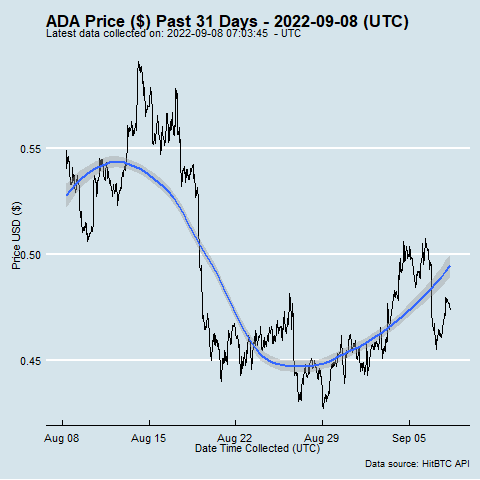 ADA Price ($) Past 31 Days - 2022-09-08 (UTC)
Latest data collected on: 2022-09-08 07:03:45 - UTC
Price USD ($)
0.55
0.50
0.45
Aug 08
Aug 15
Aug 22
Aug 29
Sep 05
Date Time Collected (UTC)
Data source: HitBTC API